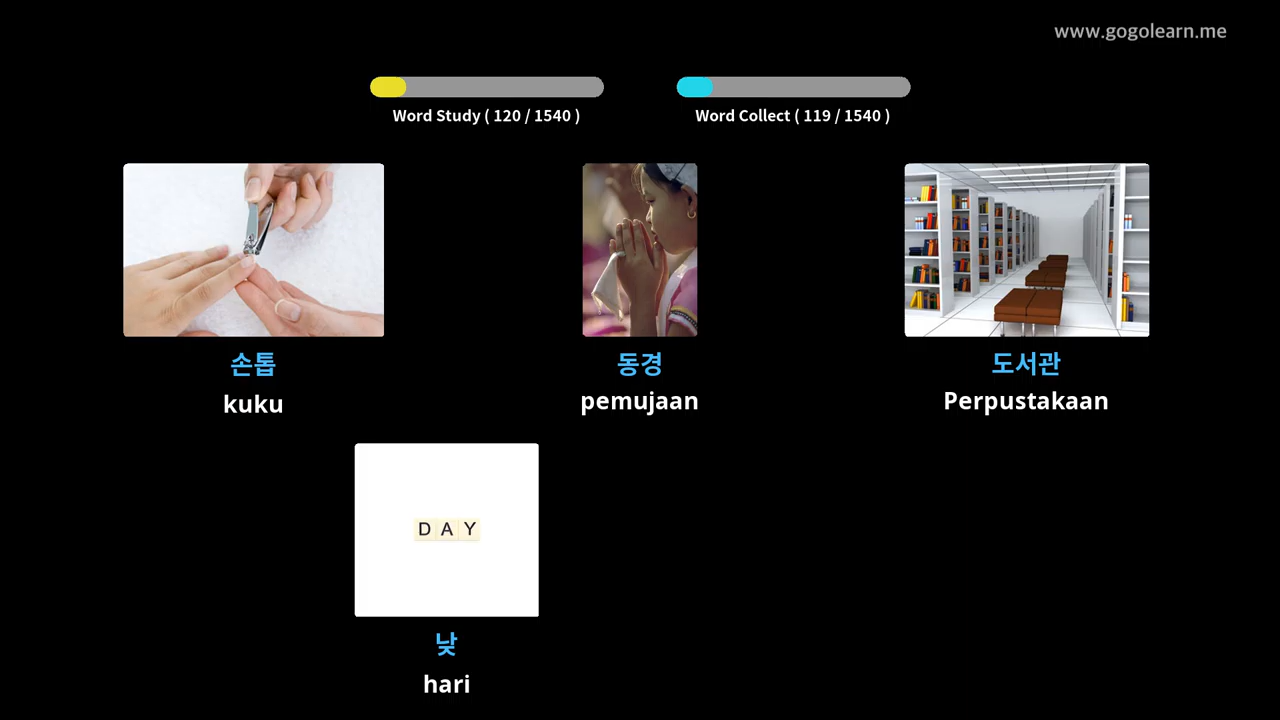 www.gogolearn.me
Word Study ( 120 / 1540 )
Word Collect ( 119 / 1540 )
손톱
kuku
동경
pemujaan
도서관
Perpustakaan
DAY
낮
hari